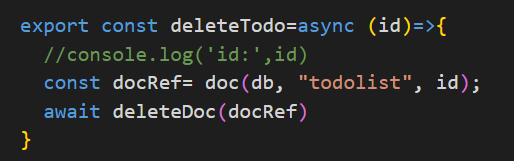 export const deleteTodo=async (id)=>{
  //console.log('id:',id)
  const docRef= doc(db, "todolist", id);
  await deleteDoc(docRef)
}